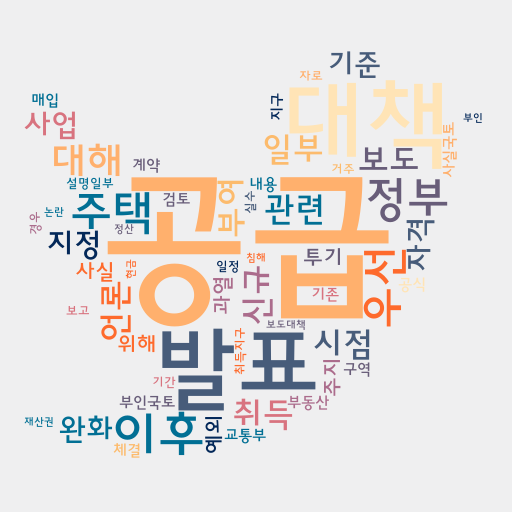 기준
자료
대책
매입
지구
부인
사업
일부
사실국토
대해
계약
보도
거주
설명일부
내용
정부
공급
검토
부여
실수
관련
주택
논란
경우
정산
자격
지정
투기
우선
침해
사실
현금
일정
과열
신규
기존
분석
언론
보고
보도대책
위해
발표
취득지구
시점
기간
주지
구역
부인국토
취득
부동산
재산권
완화
이후
예외
교통부
체결